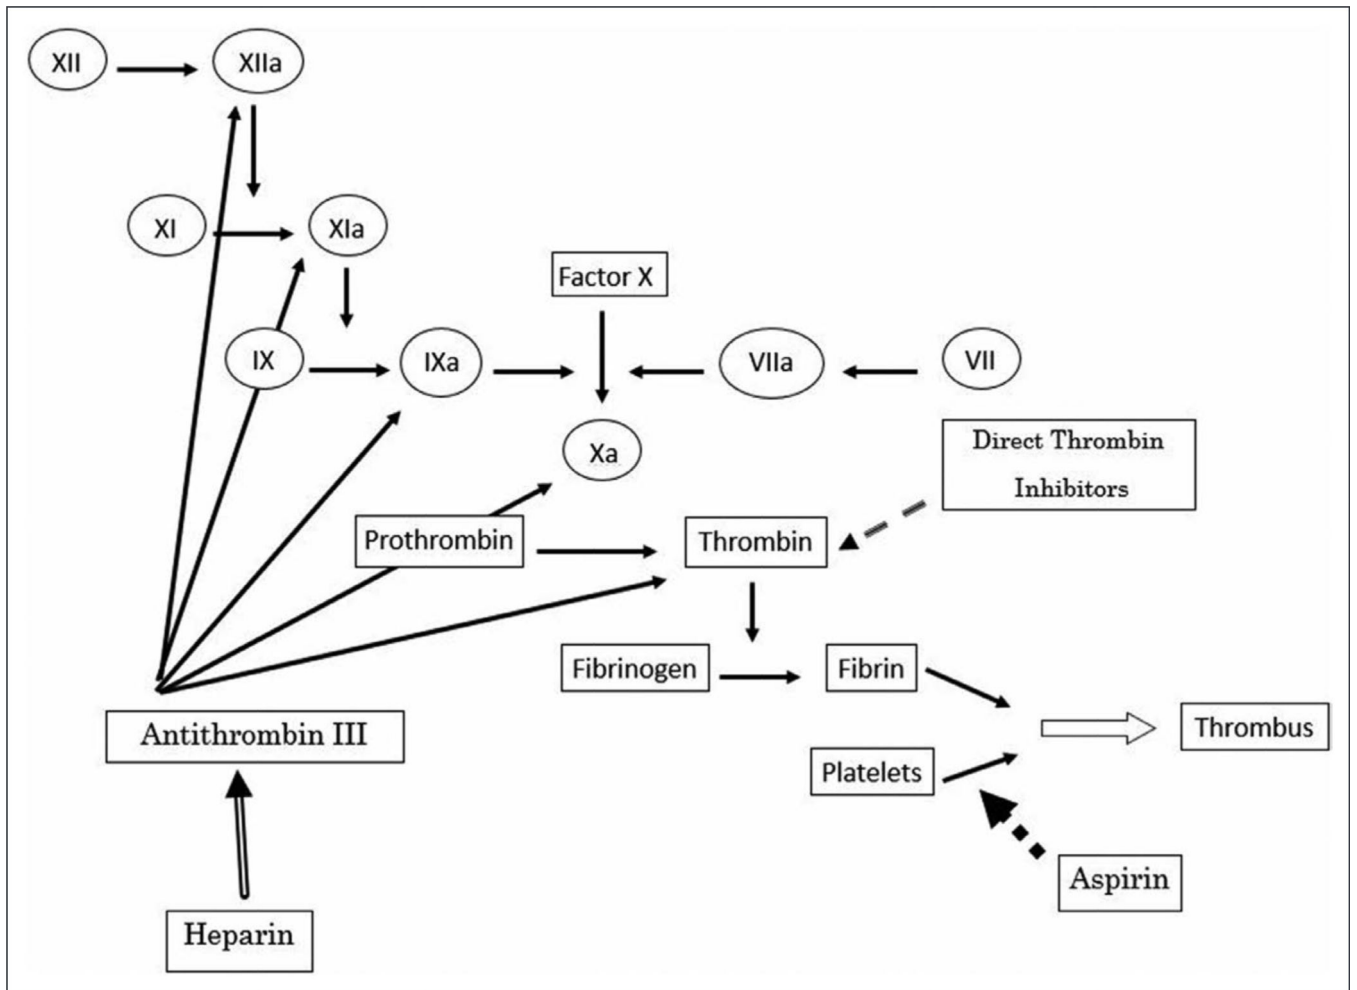 XII
XIIa
XI
XIa
Factor X
IX
IXa
VIIa
VII
Xa
Direct Thrombin
Inhibitors
Prothrombin
Thrombin
Fibrinogen
Fibrin
Antithrombin III
Thrombus
Platelets
Aspirin
Heparin